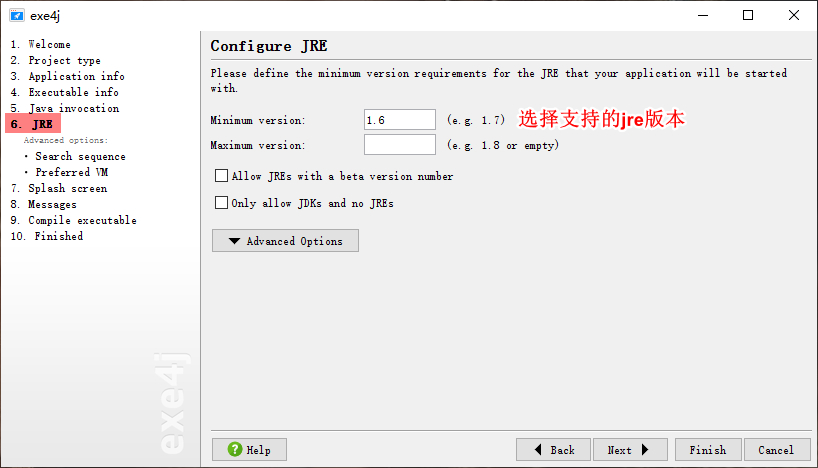 exe4j
1. Welcome
2. Project type
3. Application info
4. Executable info
5. Java invocation
6. JRE
Advanced options:
• Search sequence
• Preferred VM
7. Splash screen
8. Messages
9. Compile executable
10. Finished
exe4j
Configure JRE
Please define the minimum version requirements for the JRE that your application will be started
with.
Minimum version: 1.6 (e.g. 1.7) 选择支持的jre版本
Maximum version: (e.g. 1.8 or empty)
Allow JREs with a beta version number
Only allow JDKs and no JREs
Advanced Options
Help Back Next Finish Cancel